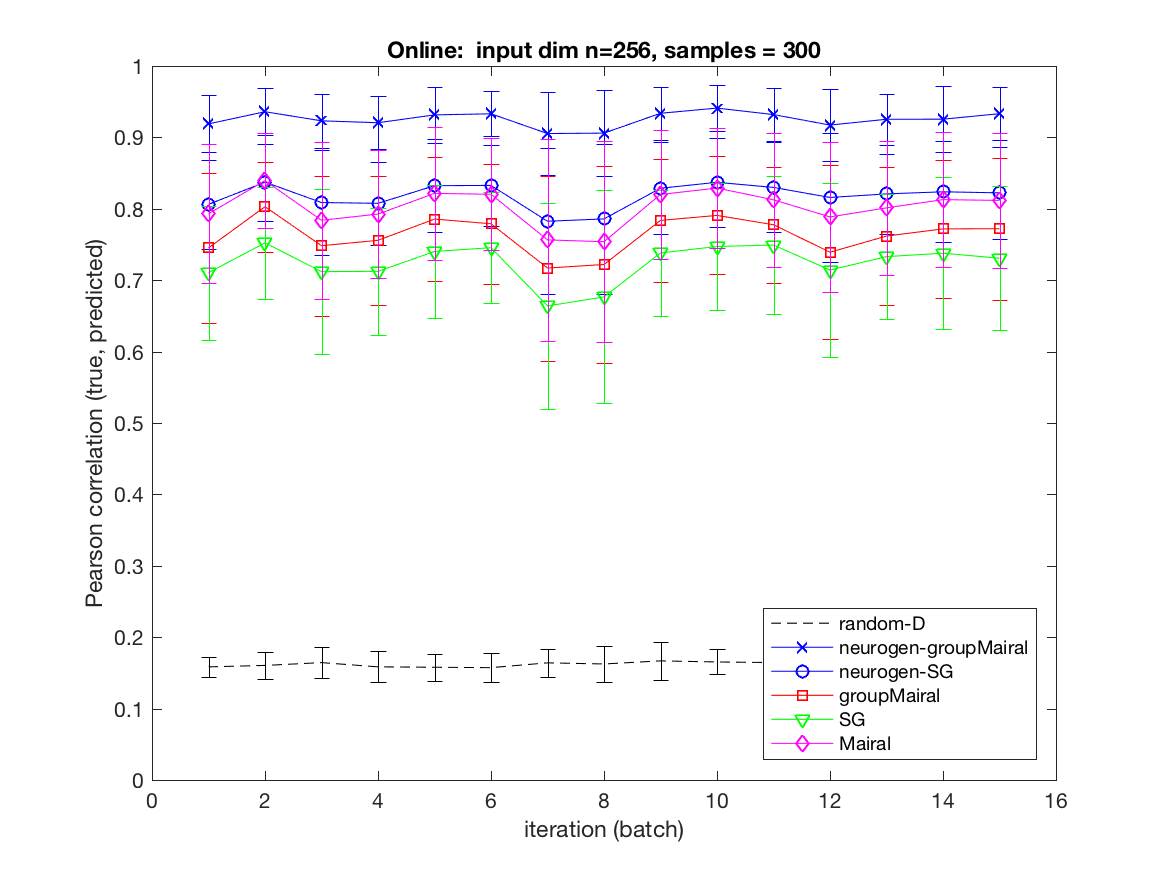 Online:  input dim n=256, samples = 300
Pearson correlation (true, predicted)
1
0.9
0.8
0.7
0.6
0.5
0.4
0.3
0.2
0.1
0
random-D
neurogen-groupMairal
neurogen-SG
groupMairal
SG
Mairal
0 2 4 6 8 10 12 14 16
iteration (batch)